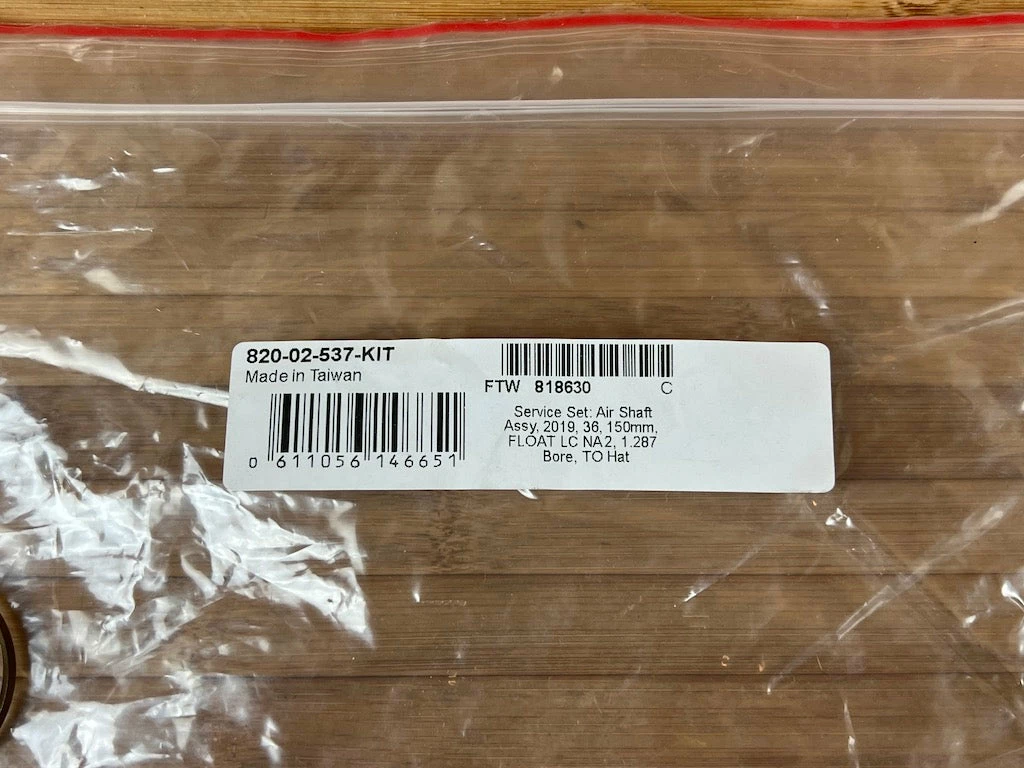 820-02-537-KIT
Made in Taiwan
0 611056 146651
FTW 818630 C
Service Set: Air Shaft
Assy, 2019, 36, 150mm,
FLOAT LC NA2, 1.287
Bore, TO Hat